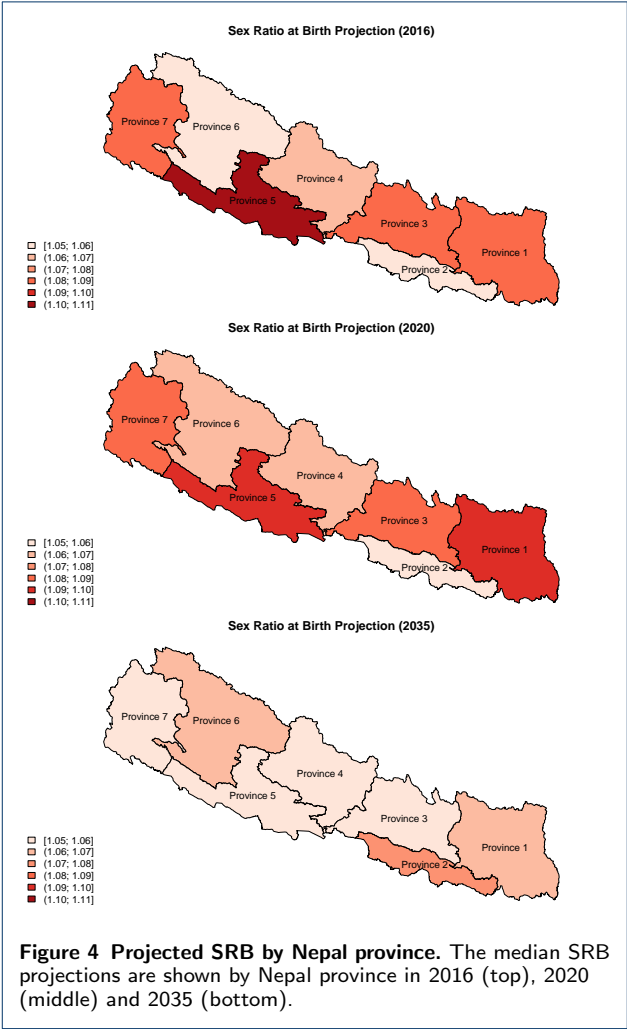 Sex Ratio at Birth Projection (2016)
Province 7
Province 6
Province 4
Province 5
Province 3
Province 1
Province 2
[1.05; 1.06]
(1.06; 1.07]
(1.07; 1.08]
(1.08; 1.09]
(1.09; 1.10]
(1.10; 1.11]
Sex Ratio at Birth Projection (2020)
Province 7
Province 6
Province 4
Province 5
Province 3
Province 1
Province 2
[1.05; 1.06]
(1.06; 1.07]
(1.07; 1.08]
(1.08; 1.09]
(1.09; 1.10]
(1.10; 1.11]
Sex Ratio at Birth Projection (2035)
Province 7
Province 6
Province 4
Province 5
Province 3
Province 1
Province 2
[1.05; 1.06]
(1.06; 1.07]
(1.07; 1.08]
(1.08; 1.09]
(1.09; 1.10]
(1.10; 1.11]
Figure 4 Projected SRB by Nepal province. The median SRB
projections are shown by Nepal province in 2016 (top), 2020
(middle) and 2035 (bottom).